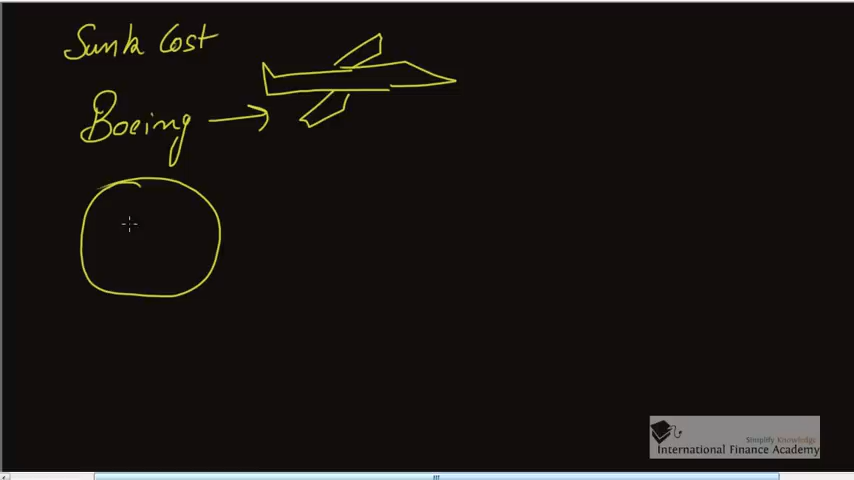 Sunk Cost
Boeing
Simplify Knowledge
International Finance Academy